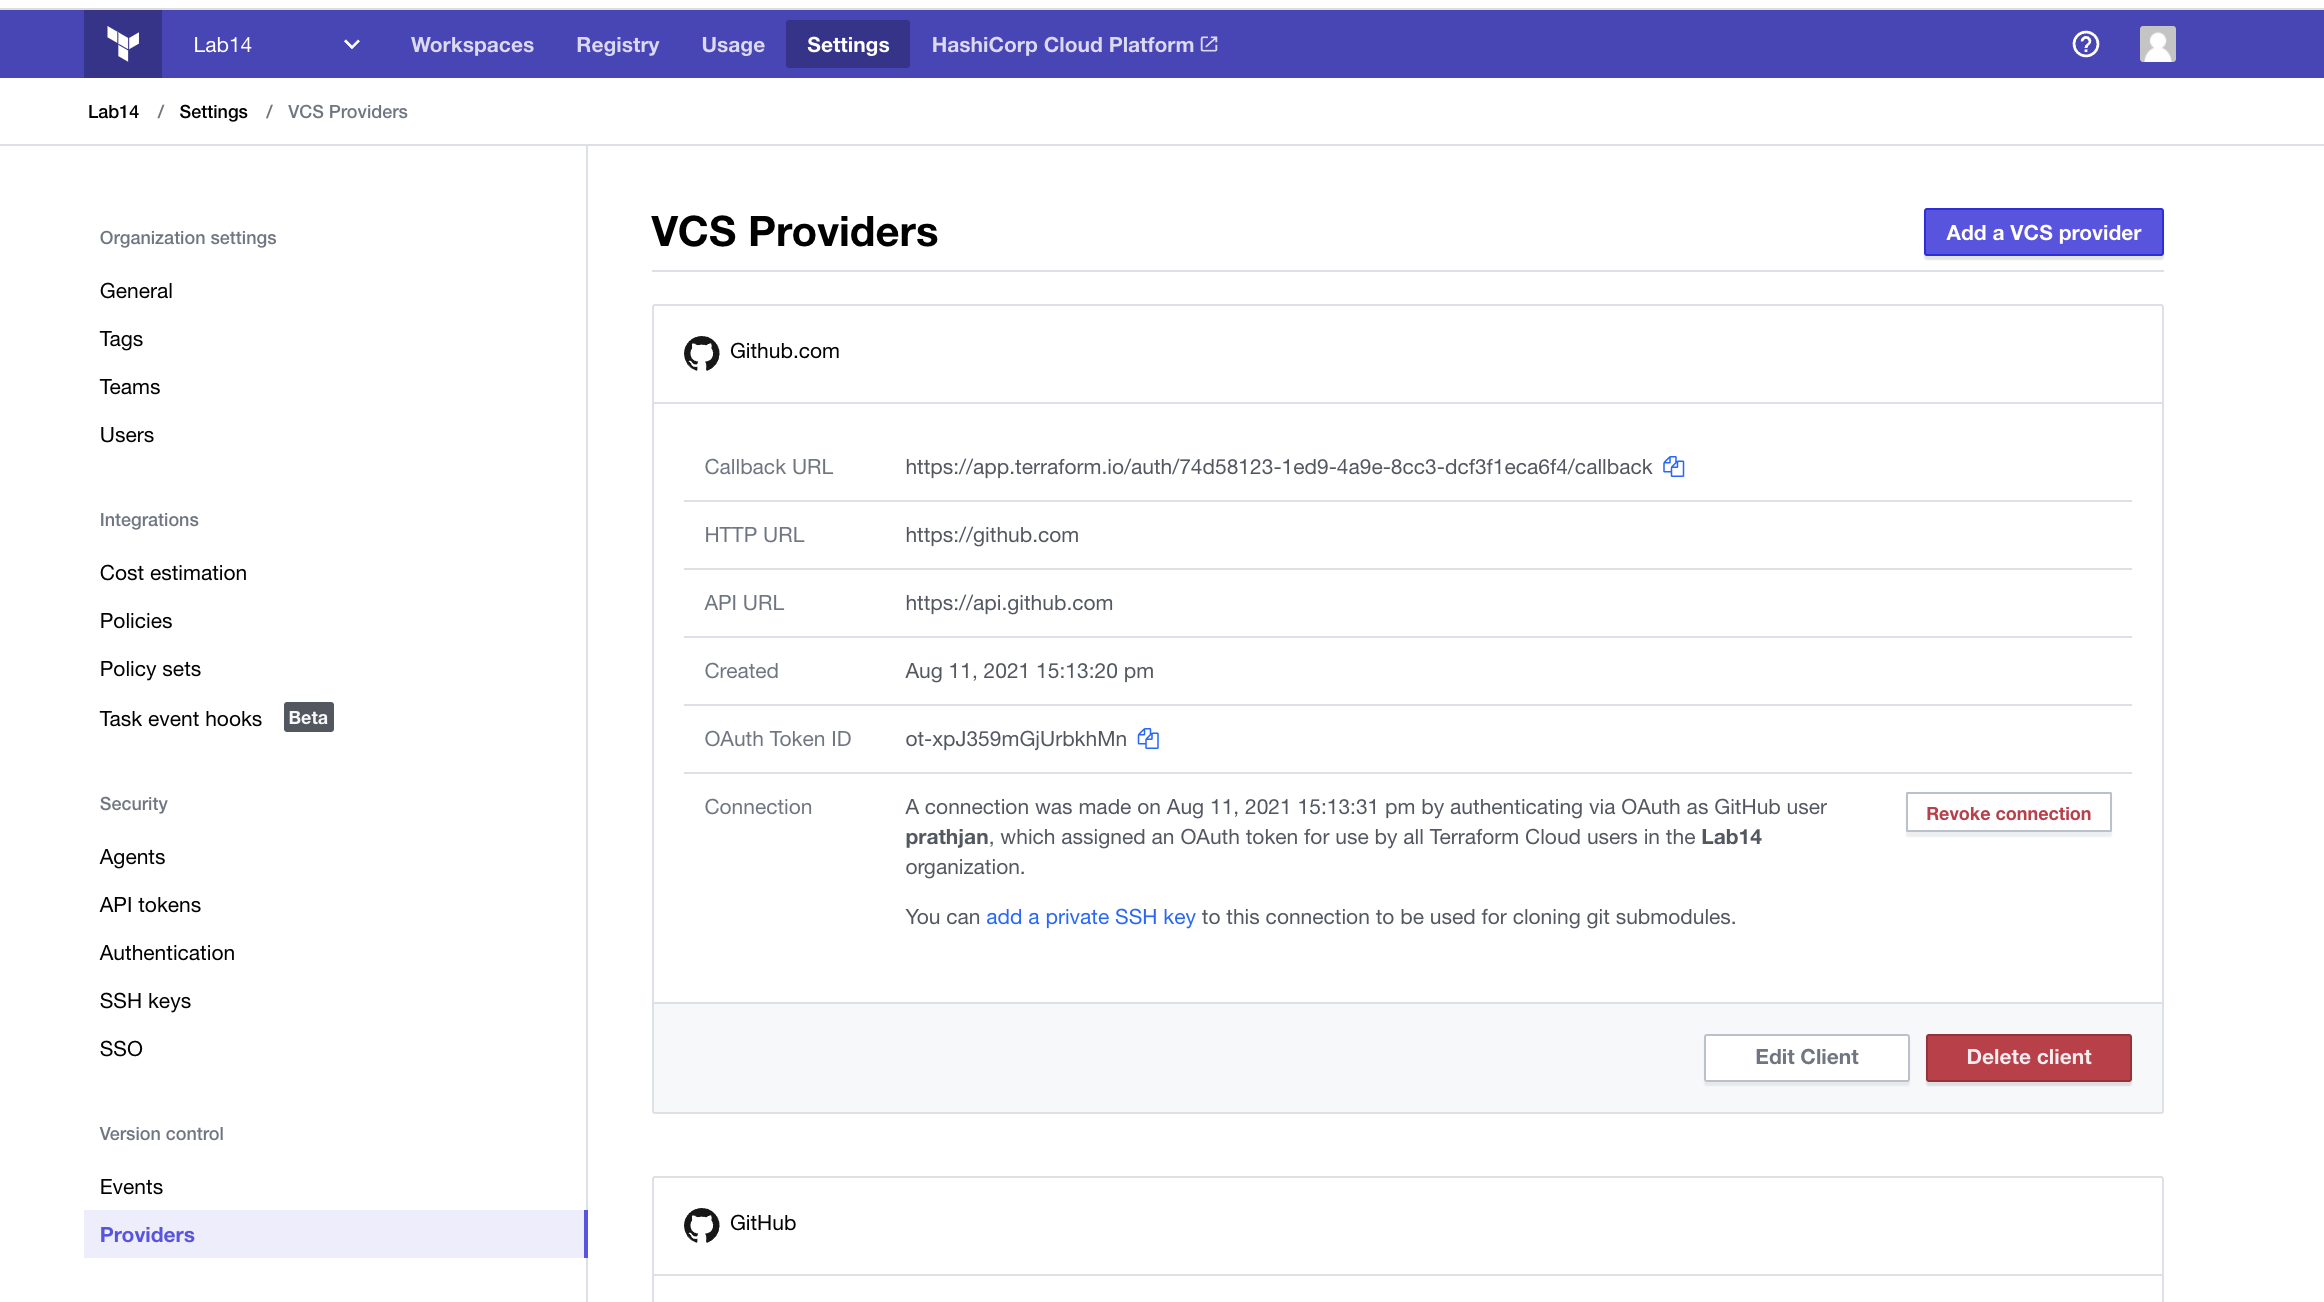 Lab14 Workspaces Registry Usage Settings HashiCorp Cloud Platform
Lab14 / Settings / VCS Providers
Organization settings
General
Tags
Teams
Users
Integrations
Cost estimation
Policies
Policy sets
Task event hooks Beta
Security
Agents
API tokens
Authentication
SSH keys
SSO
Version control
Events
Providers
VCS Providers
Add a VCS provider
Github.com
Callback URL https://app.terraform.io/auth/74d58123-1ed9-4a9e-8cc3-dcf3f1eca6f4/callback
HTTP URL https://github.com
API URL https://api.github.com
Created Aug 11, 2021 15:13:20 pm
OAuth Token ID ot-xpJ359mGjUrbkhMn
Connection A connection was made on Aug 11, 2021 15:13:31 pm by authenticating via OAuth as GitHub user
prathjan, which assigned an OAuth token for use by all Terraform Cloud users in the Lab14
organization.
You can add a private SSH key to this connection to be used for cloning git submodules.
Revoke connection
Edit Client
Delete client
GitHub